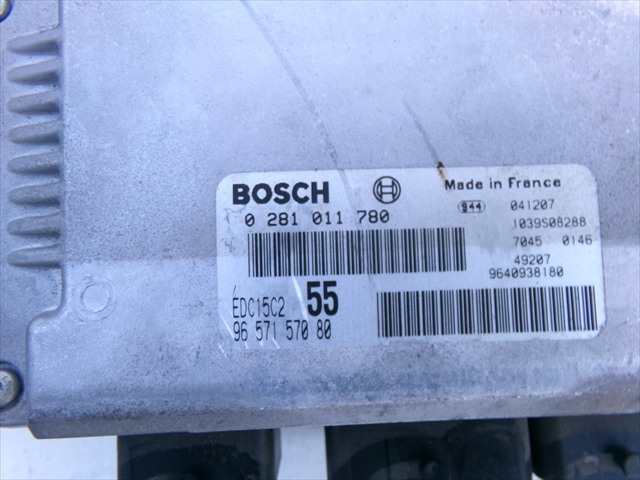 BOSCH
Made in France
0 281 011 780
944 041207
1039S08288
7045 0146
49207
9640938180
EDC15C2 55
96 571 570 80